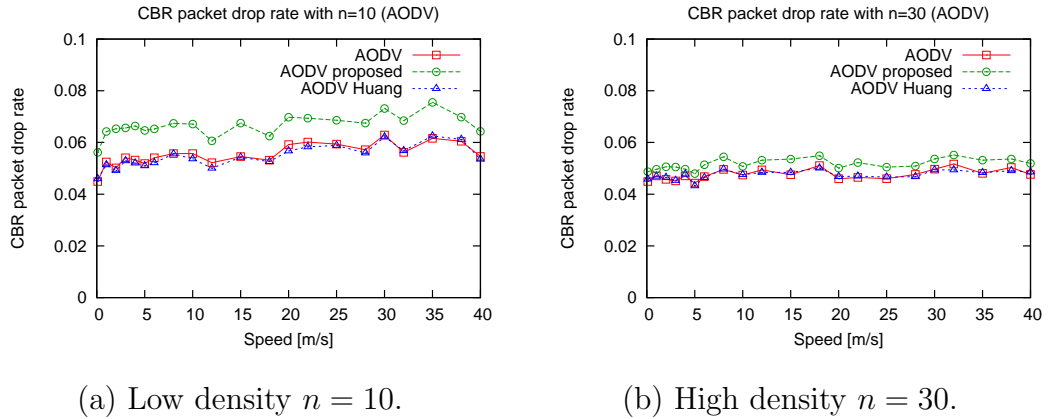 CBR packet drop rate with n=10 (AODV)
0.1
0.08
0.06
0.04
0.02
0
CBR packet drop rate
AODV
AODV proposed
AODV Huang
0 5 10 15 20 25 30 35 40
Speed [m/s]
(a) Low density n = 10.
CBR packet drop rate with n=30 (AODV)
0.1
0.08
0.06
0.04
0.02
0
CBR packet drop rate
AODV
AODV proposed
AODV Huang
0 5 10 15 20 25 30 35 40
Speed [m/s]
(b) High density n = 30.